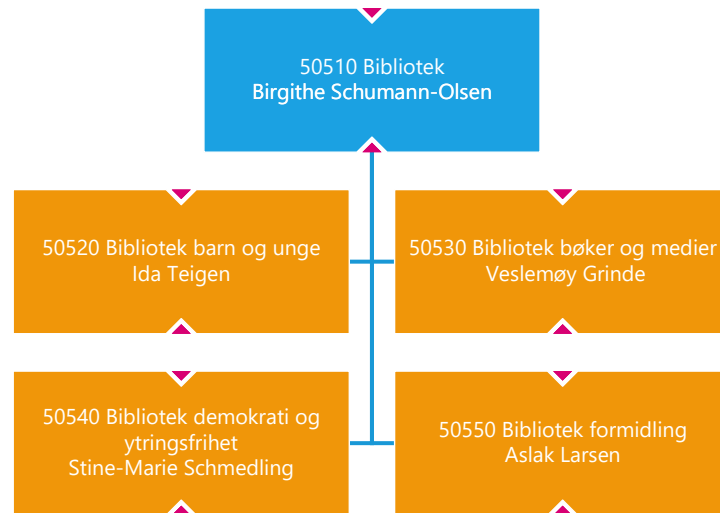 50510 Bibliotek
Birgithe Schumann-Olsen
50520 Bibliotek barn og unge
Ida Teigen
50530 Bibliotek bøker og medier
Veslemøy Grinde
50540 Bibliotek demokrati og
ytringsfrihet
Stine-Marie Schmedling
50550 Bibliotek formidling
Aslak Larsen